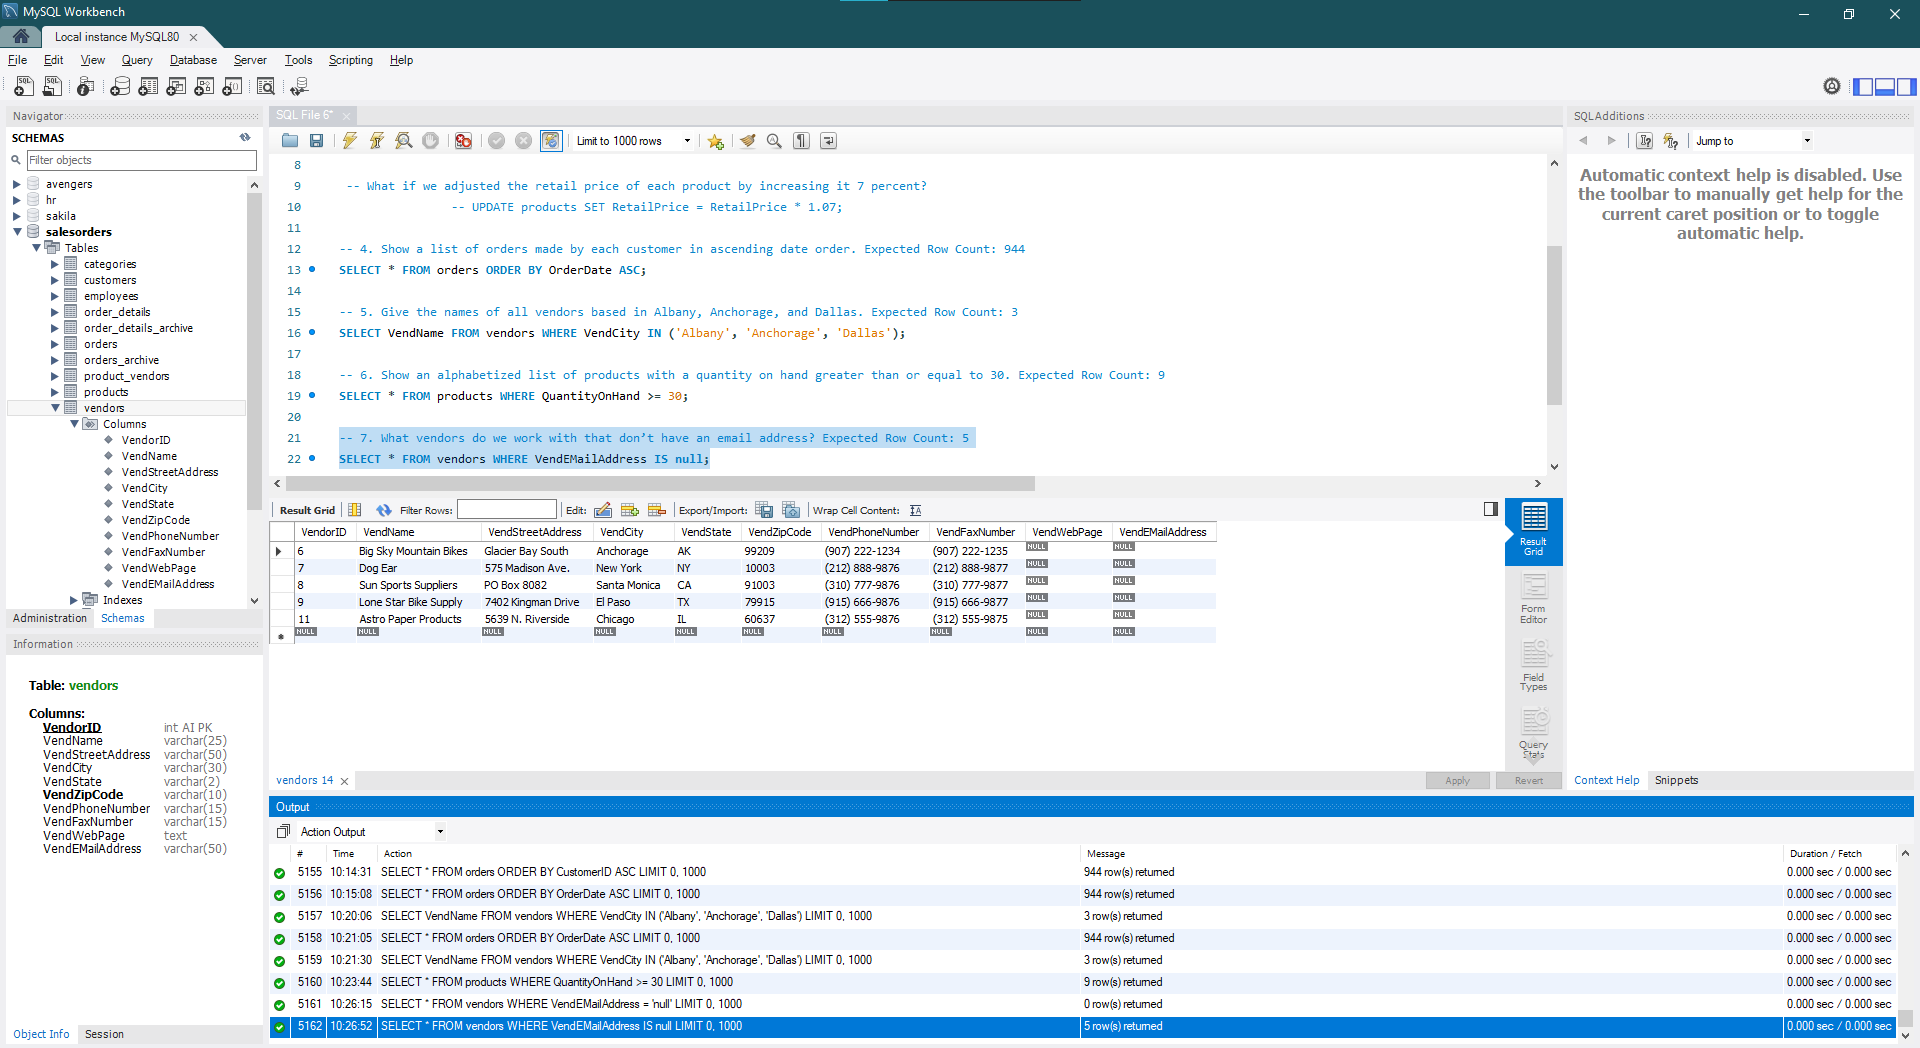 MySQL Workbench
Local instance MySQL80
File Edit View Query Database Server Tools Scripting Help
Navigator
SCHEMAS
Filter objects
avengers
hr
sakila
salesorders
Tables
categories
customers
employees
order_details
order_details_archive
orders
orders_archive
product_vendors
products
vendors
Columns
VendorID
VendName
VendStreetAddress
VendCity
VendState
VendZipCode
VendPhoneNumber
VendFaxNumber
VendWebPage
VendEMailAddress
Indexes
Administration Schemas
Information
Table: vendors
Columns:
VendorID int AI PK
VendName varchar(25)
VendStreetAddress varchar(50)
VendCity varchar(30)
VendState varchar(2)
VendZipCode varchar(10)
VendPhoneNumber varchar(15)
VendFaxNumber varchar(15)
VendWebPage text
VendEMailAddress varchar(50)
Object Info Session
SQL File 6*
Limit to 1000 rows
8
9 -- What if we adjusted the retail price of each product by increasing it 7 percent?
10 -- UPDATE products SET RetailPrice = RetailPrice * 1.07;
11
12 -- 4. Show a list of orders made by each customer in ascending date order. Expected Row Count: 944
13 SELECT * FROM orders ORDER BY OrderDate ASC;
14
15 -- 5. Give the names of all vendors based in Albany, Anchorage, and Dallas. Expected Row Count: 3
16 SELECT VendName FROM vendors WHERE VendCity IN ('Albany', 'Anchorage', 'Dallas');
17
18 -- 6. Show an alphabetized list of products with a quantity on hand greater than or equal to 30. Expected Row Count: 9
19 SELECT * FROM products WHERE QuantityOnHand >= 30;
20
21 -- 7. What vendors do we work with that don’t have an email address? Expected Row Count: 5
22 SELECT * FROM vendors WHERE VendEMailAddress IS null;
Result Grid Filter Rows: Edit: Export/Import: Wrap Cell Content:
VendorID VendName VendStreetAddress VendCity VendState VendZipCode VendPhoneNumber VendFaxNumber VendWebPage VendEMailAddress
6 Big Sky Mountain Bikes Glacier Bay South Anchorage AK 99209 (907) 222-1234 (907) 222-1235 NULL NULL
7 Dog Ear 575 Madison Ave. New York NY 10003 (212) 888-9876 (212) 888-9877 NULL NULL
8 Sun Sports Suppliers PO Box 8082 Santa Monica CA 91003 (310) 777-9876 (310) 777-9877 NULL NULL
9 Lone Star Bike Supply 7402 Kingman Drive El Paso TX 79915 (915) 666-9876 (915) 666-9877 NULL NULL
11 Astro Paper Products 5639 N. Riverside Chicago IL 60637 (312) 555-9876 (312) 555-9875 NULL NULL
NULL NULL NULL NULL NULL NULL NULL NULL NULL NULL
Result Grid
Form Editor
Field Types
Query Stats
vendors 14
Apply Revert
SQLAdditions
Jump to
Automatic context help is disabled. Use
the toolbar to manually get help for the
current caret position or to toggle
automatic help.
Context Help Snippets
Output
Action Output
# Time Action Message Duration / Fetch
5155 10:14:31 SELECT * FROM orders ORDER BY CustomerID ASC LIMIT 0, 1000 944 row(s) returned 0.000 sec / 0.000 sec
5156 10:15:08 SELECT * FROM orders ORDER BY OrderDate ASC LIMIT 0, 1000 944 row(s) returned 0.000 sec / 0.000 sec
5157 10:20:06 SELECT VendName FROM vendors WHERE VendCity IN ('Albany', 'Anchorage', 'Dallas') LIMIT 0, 1000 3 row(s) returned 0.000 sec / 0.000 sec
5158 10:21:05 SELECT * FROM orders ORDER BY OrderDate ASC LIMIT 0, 1000 944 row(s) returned 0.000 sec / 0.000 sec
5159 10:21:30 SELECT VendName FROM vendors WHERE VendCity IN ('Albany', 'Anchorage', 'Dallas') LIMIT 0, 1000 3 row(s) returned 0.000 sec / 0.000 sec
5160 10:23:44 SELECT * FROM products WHERE QuantityOnHand >= 30 LIMIT 0, 1000 9 row(s) returned 0.000 sec / 0.000 sec
5161 10:26:15 SELECT * FROM vendors WHERE VendEMailAddress = 'null' LIMIT 0, 1000 0 row(s) returned 0.000 sec / 0.000 sec
5162 10:26:52 SELECT * FROM vendors WHERE VendEMailAddress IS null LIMIT 0, 1000 5 row(s) returned 0.000 sec / 0.000 sec